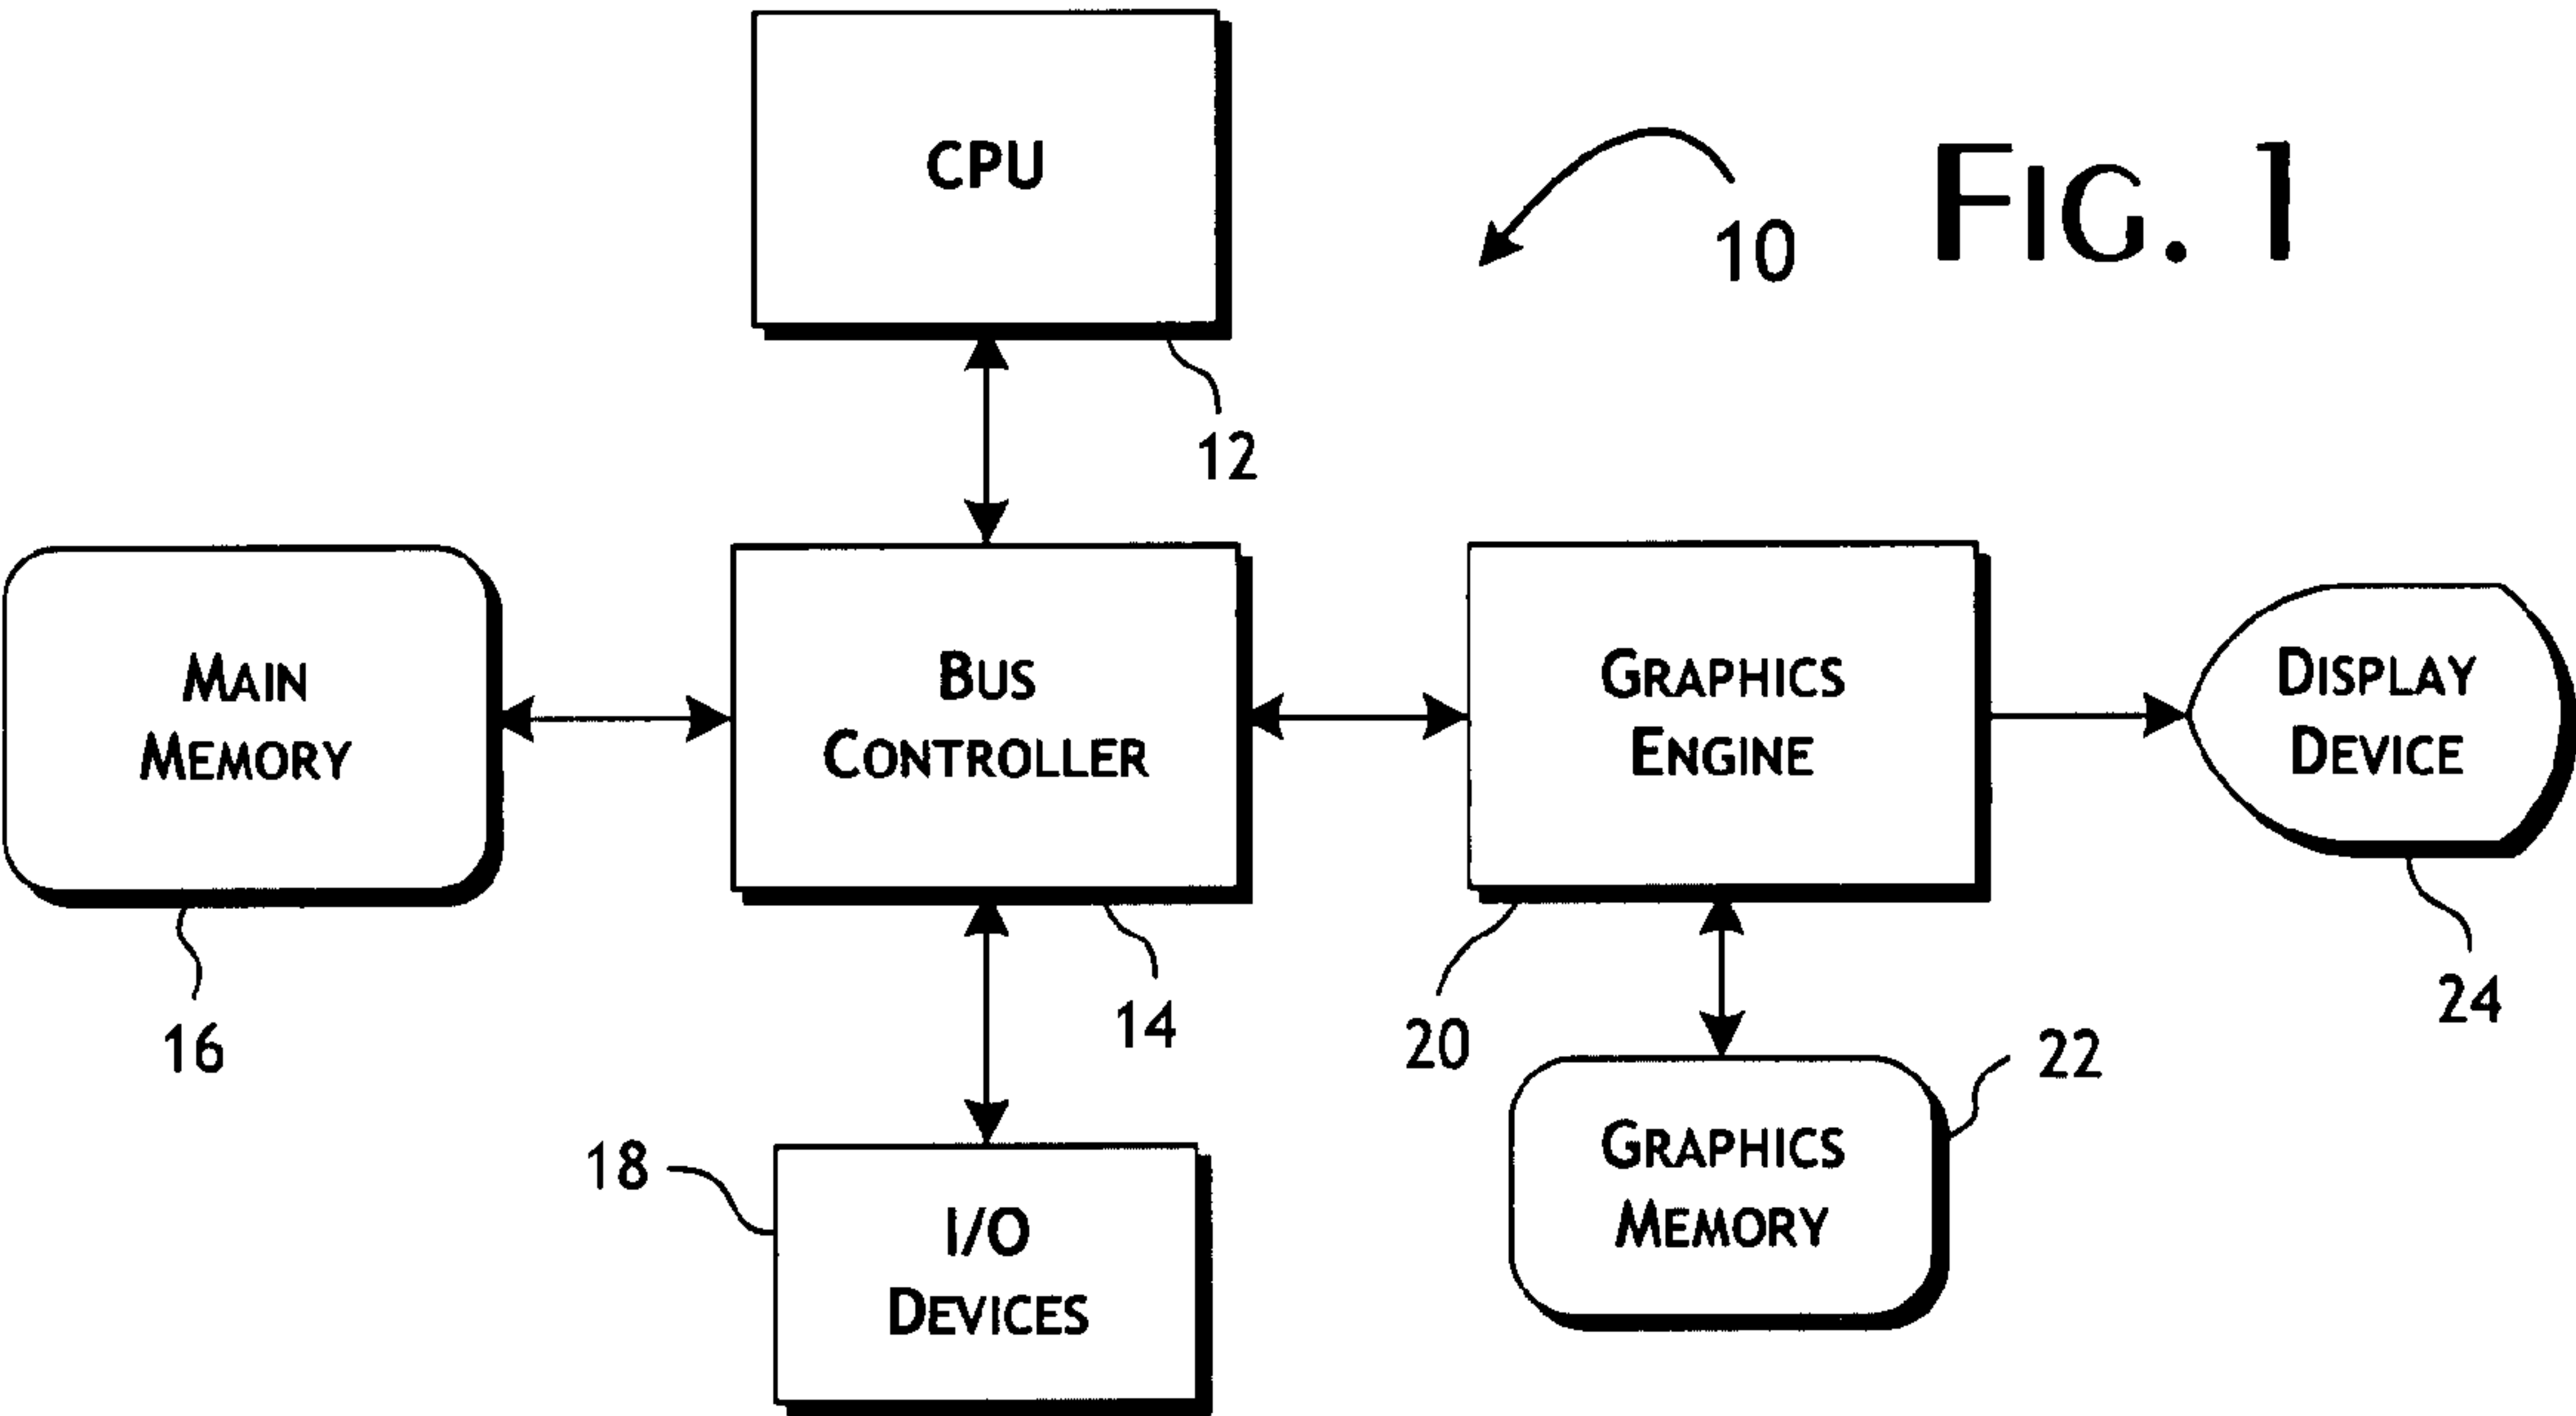 CPU
10
FIG. 1
12
MAIN
MEMORY
BUS
CONTROLLER
GRAPHICS
ENGINE
DISPLAY
DEVICE
16
14
20
24
22
18
I/O
DEVICES
GRAPHICS
MEMORY